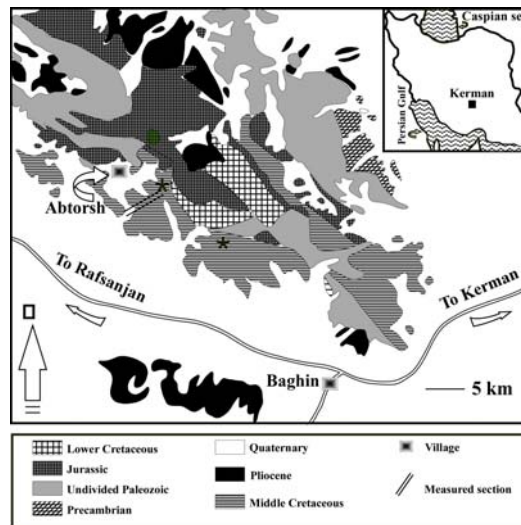 Caspian se
Persian Gulf
Kerman
Abtorsh
To Rafsanjan
To Kerman
Baghin
5 km
Lower Cretaceous
Quaternary
Village
Jurassic
Undivided Paleozoic
Pliocene
Measured section
Precambrian
Middle Cretaceous